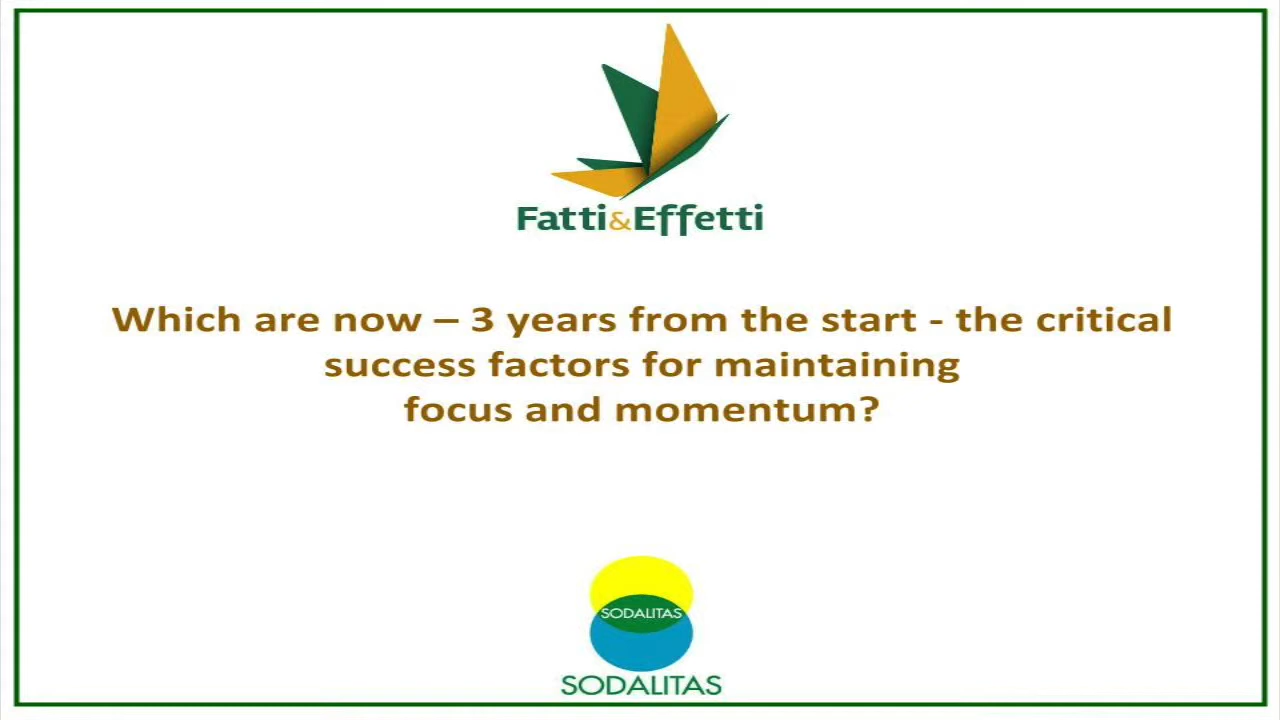 Fatti&Effetti
Which are now – 3 years from the start - the critical
success factors for maintaining
focus and momentum?
SODALITAS
SODALITAS